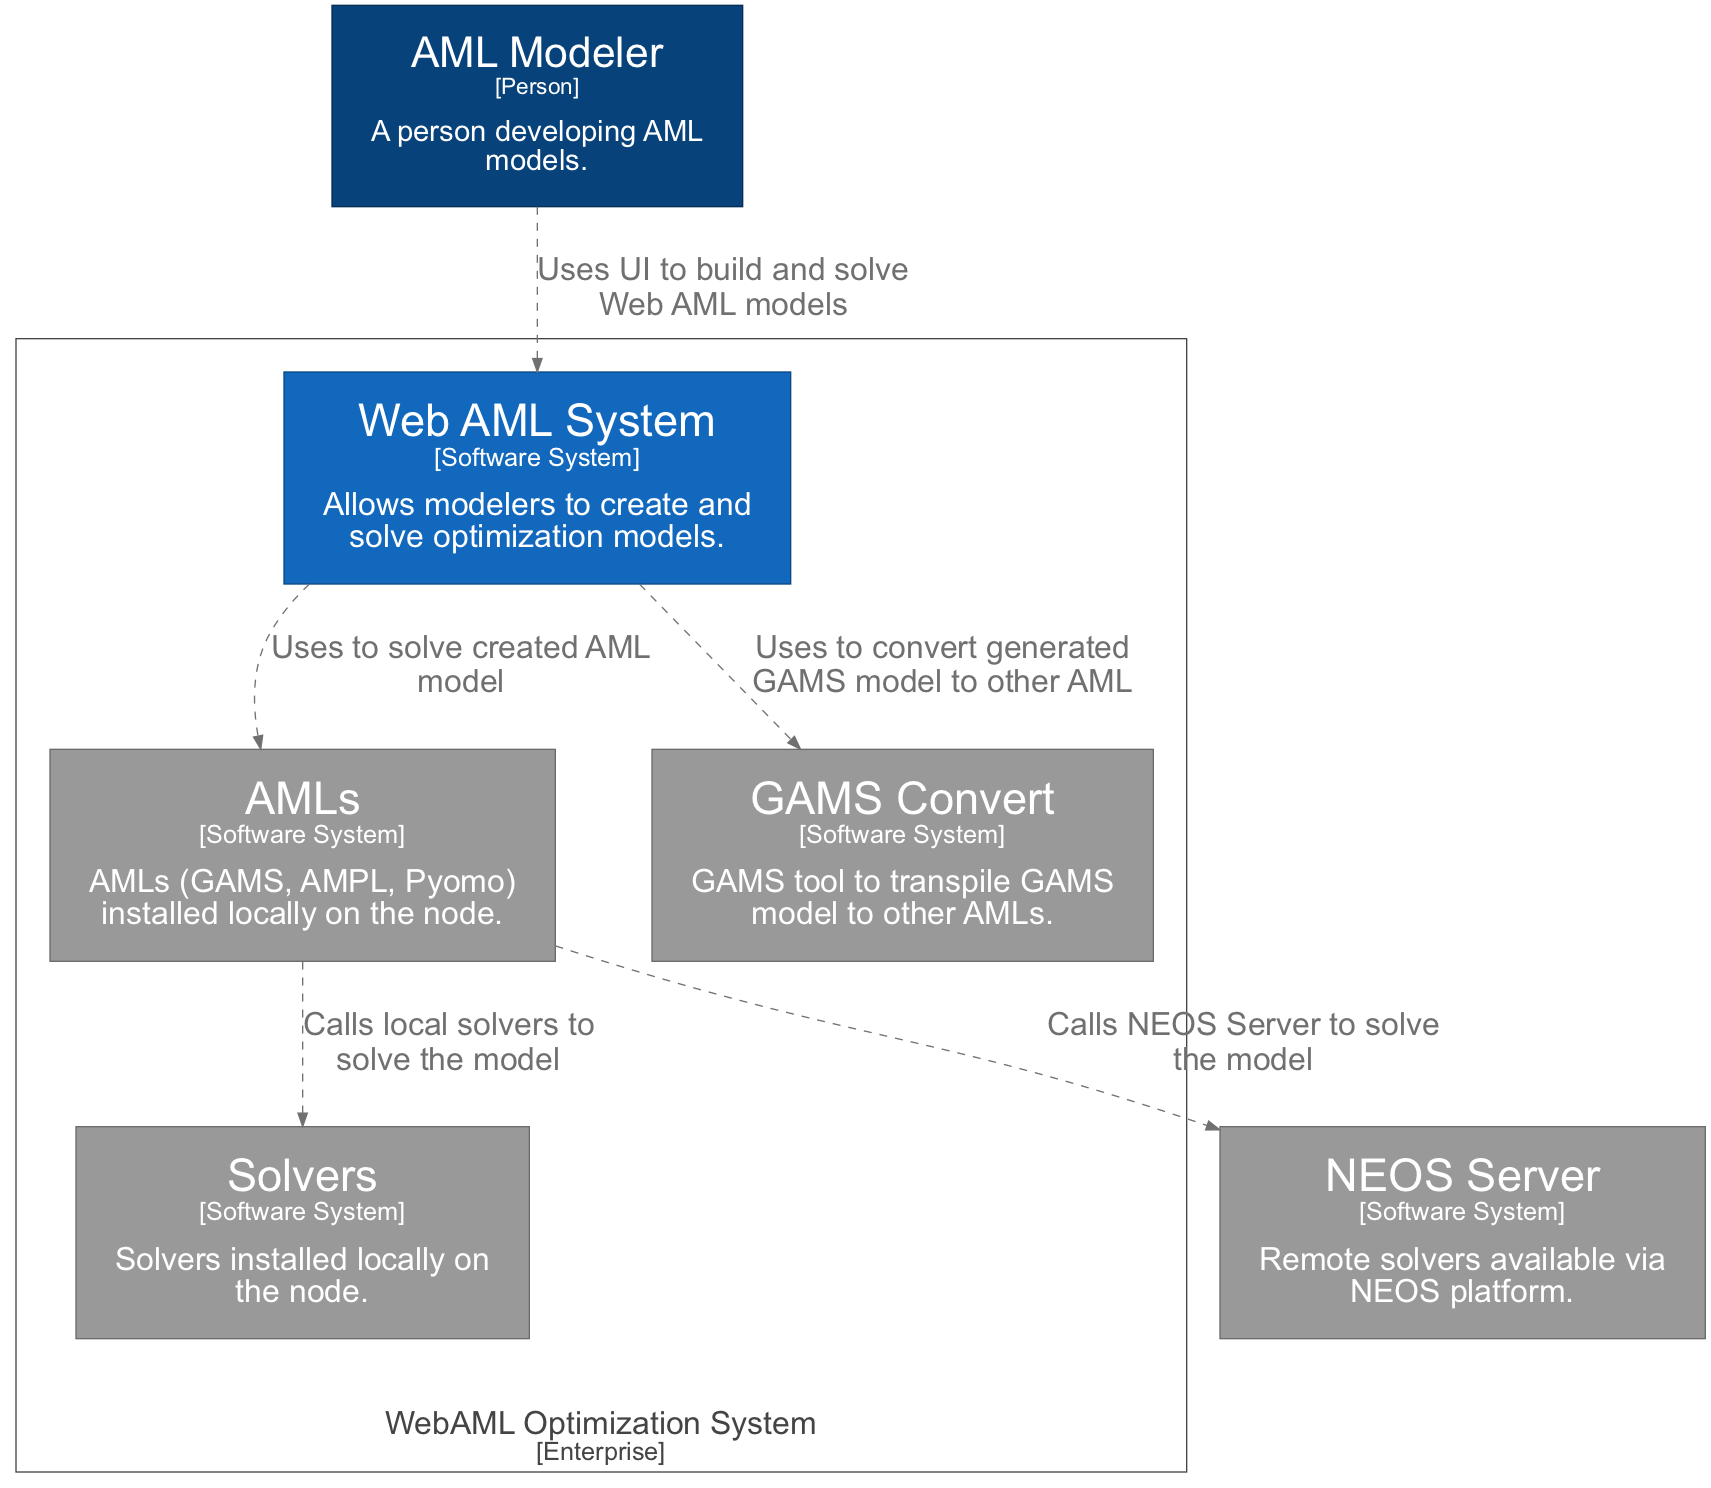 AML Modeler
[Person]
A person developing AML
models.
Uses UI to build and solve
Web AML models
Web AML System
[Software System]
Allows modelers to create and
solve optimization models.
Uses to solve created AML
model
Uses to convert generated
GAMS model to other AML
AMLs
[Software System]
AMLs (GAMS, AMPL, Pyomo)
installed locally on the node.
GAMS Convert
[Software System]
GAMS tool to transpile GAMS
model to other AMLs.
Calls local solvers to
solve the model
Calls NEOS Server to solve
the model
Solvers
[Software System]
Solvers installed locally on
the node.
NEOS Server
[Software System]
Remote solvers available via
NEOS platform.
WebAML Optimization System
[Enterprise]